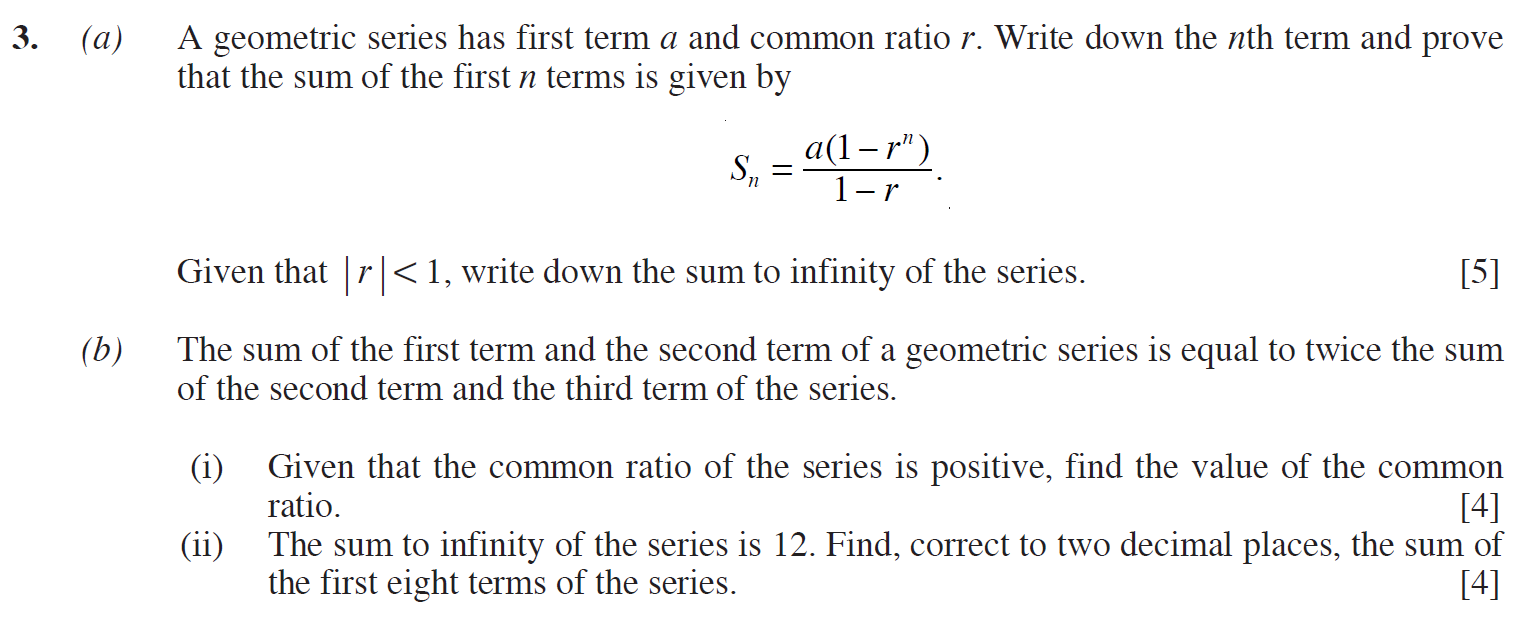 3. (a) A geometric series has first term a and common ratio r. Write down the nth term and prove
that the sum of the first n terms is given by
Sₙ = a(1 – rⁿ) / 1 – r .
Given that |r| < 1, write down the sum to infinity of the series. [5]
(b) The sum of the first term and the second term of a geometric series is equal to twice the sum
of the second term and the third term of the series.
(i) Given that the common ratio of the series is positive, find the value of the common
ratio. [4]
(ii) The sum to infinity of the series is 12. Find, correct to two decimal places, the sum of
the first eight terms of the series. [4]